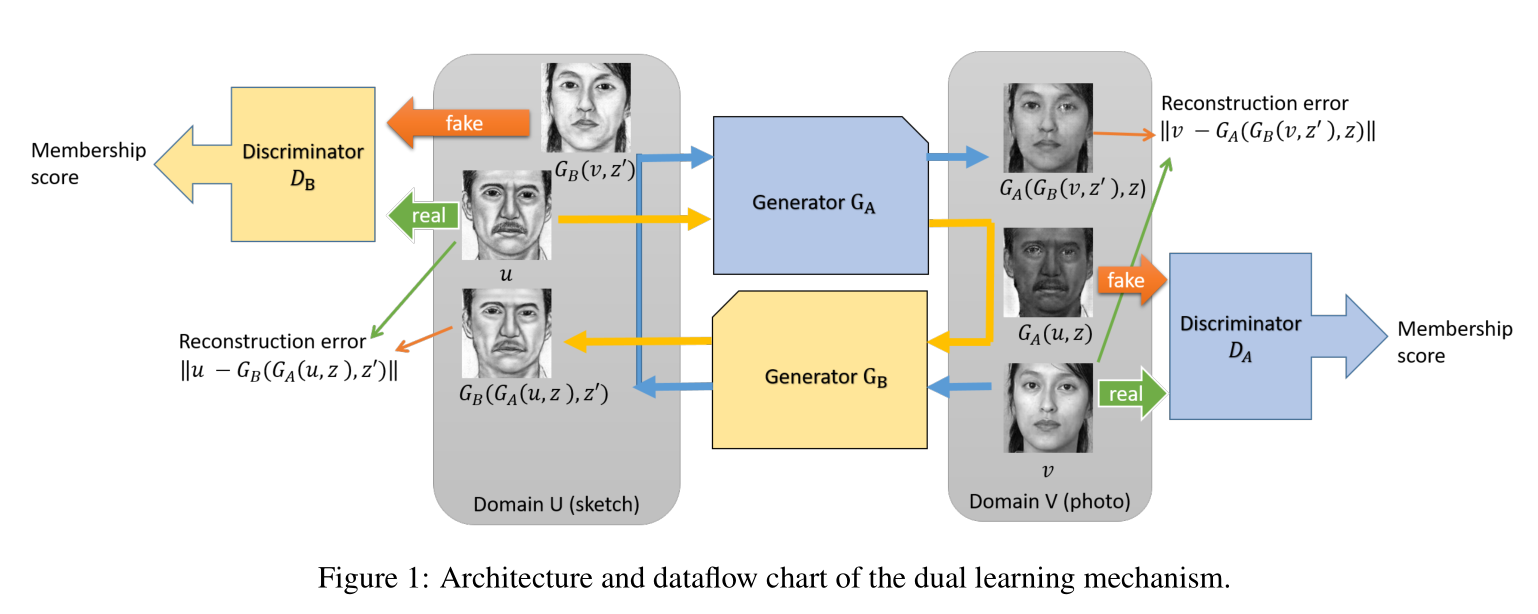 fake
Membership
score
Discriminator
D_B
G_B(v, z′)
real
u
Reconstruction error
‖u − G_B(G_A(u, z ), z′)‖
G_B(G_A(u, z ), z′)
Domain U (sketch)
Generator G_A
Generator G_B
G_A(G_B(v, z′ ), z)
Reconstruction error
‖v − G_A(G_B(v, z′ ), z)‖
G_A(u, z)
fake
real
v
Domain V (photo)
Discriminator
D_A
Membership
score
Figure 1: Architecture and dataflow chart of the dual learning mechanism.